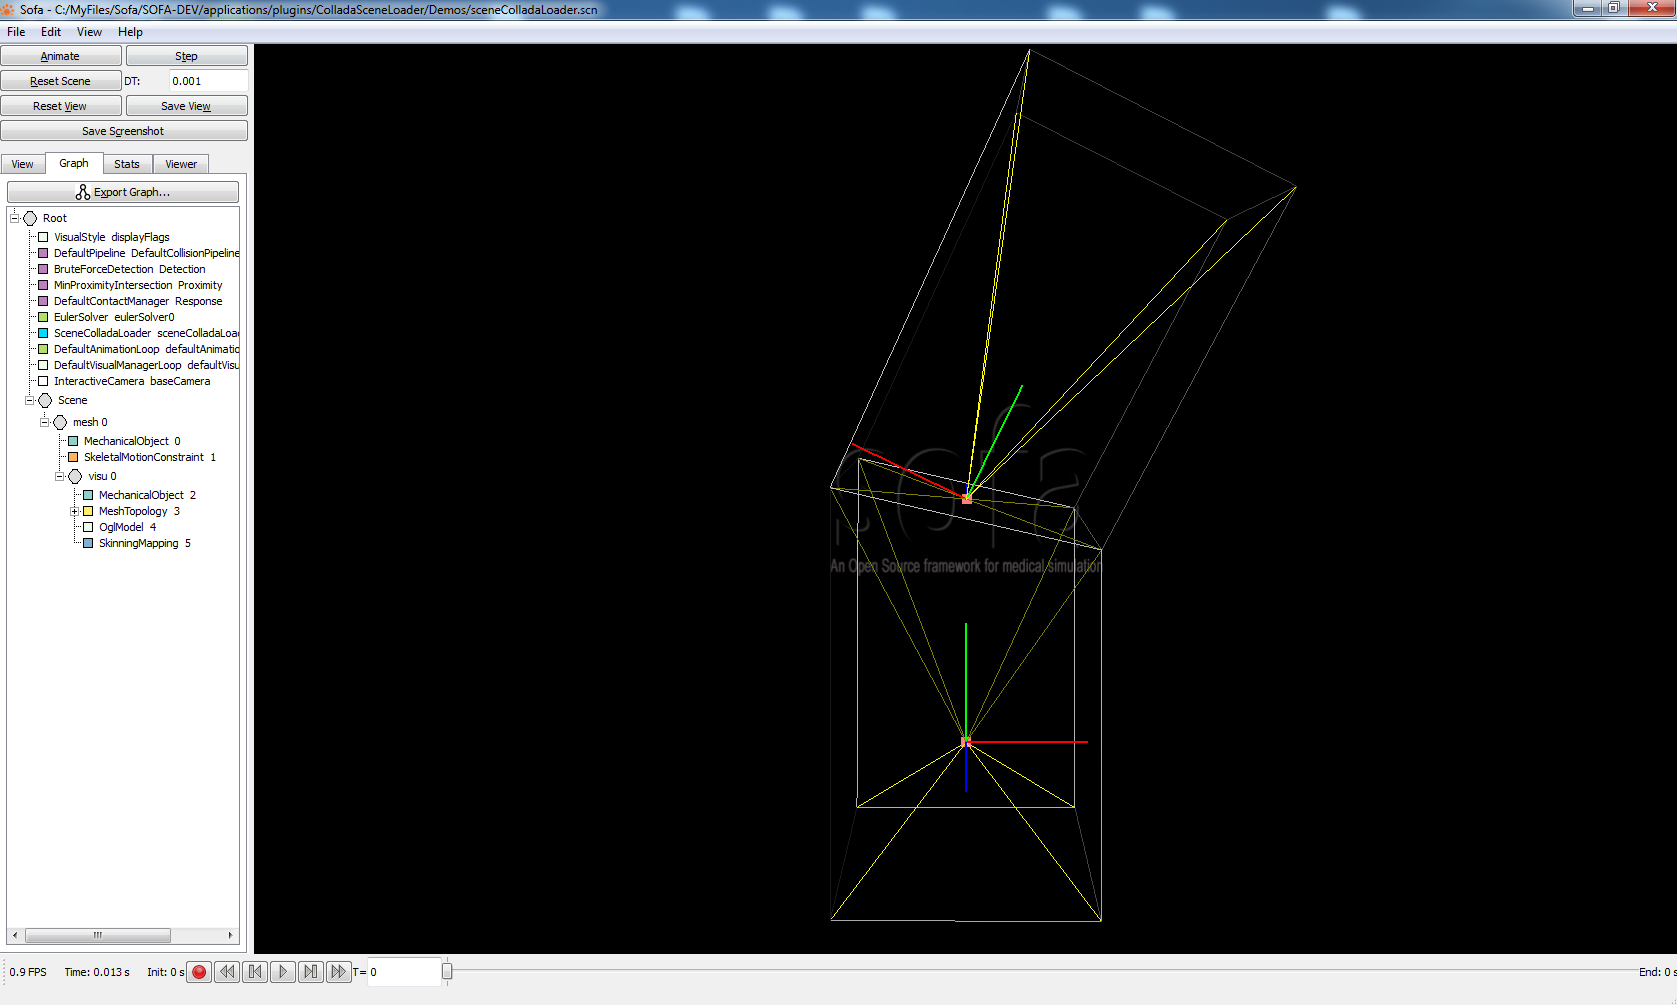 Sofa - C:/MyFiles/Sofa/SOFA-DEV/applications/plugins/ColladaSceneLoader/Demos/sceneColladaLoader.scn
File Edit View Help
Animate Step
Reset Scene DT: 0.001
Reset View Save View
Save Screenshot
View Graph Stats Viewer
Export Graph...
Root
VisualStyle displayFlags
DefaultPipeline DefaultCollisionPipeline
BruteForceDetection Detection
MinProximityIntersection Proximity
DefaultContactManager Response
EulerSolver eulerSolver0
SceneColladaLoader sceneColladaLoa
DefaultAnimationLoop defaultAnimatio
DefaultVisualManagerLoop defaultVisu
InteractiveCamera baseCamera
Scene
mesh 0
MechanicalObject 0
SkeletalMotionConstraint 1
visu 0
MechanicalObject 2
MeshTopology 3
OglModel 4
SkinningMapping 5
sofa
An Open Source framework for medical simulation
0.9 FPS Time: 0.013 s Init: 0 s T= 0 End: 0 s